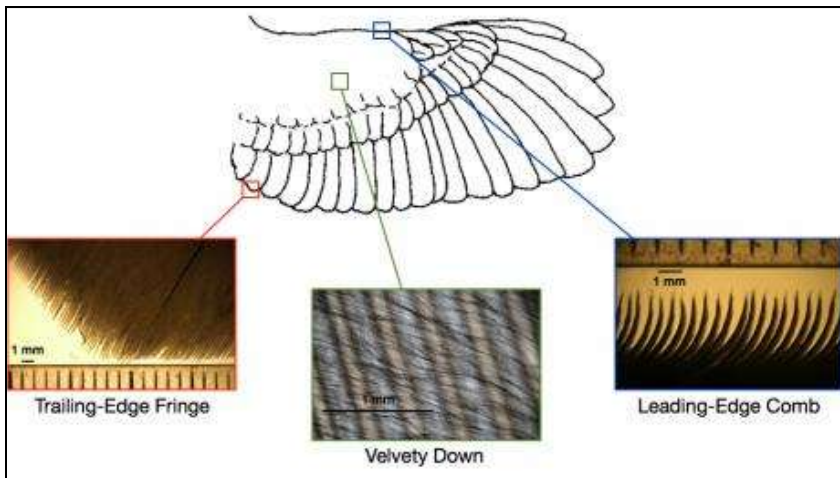 1 mm
1 mm
Trailing-Edge Fringe
1 mm
Leading-Edge Comb
Velvety Down